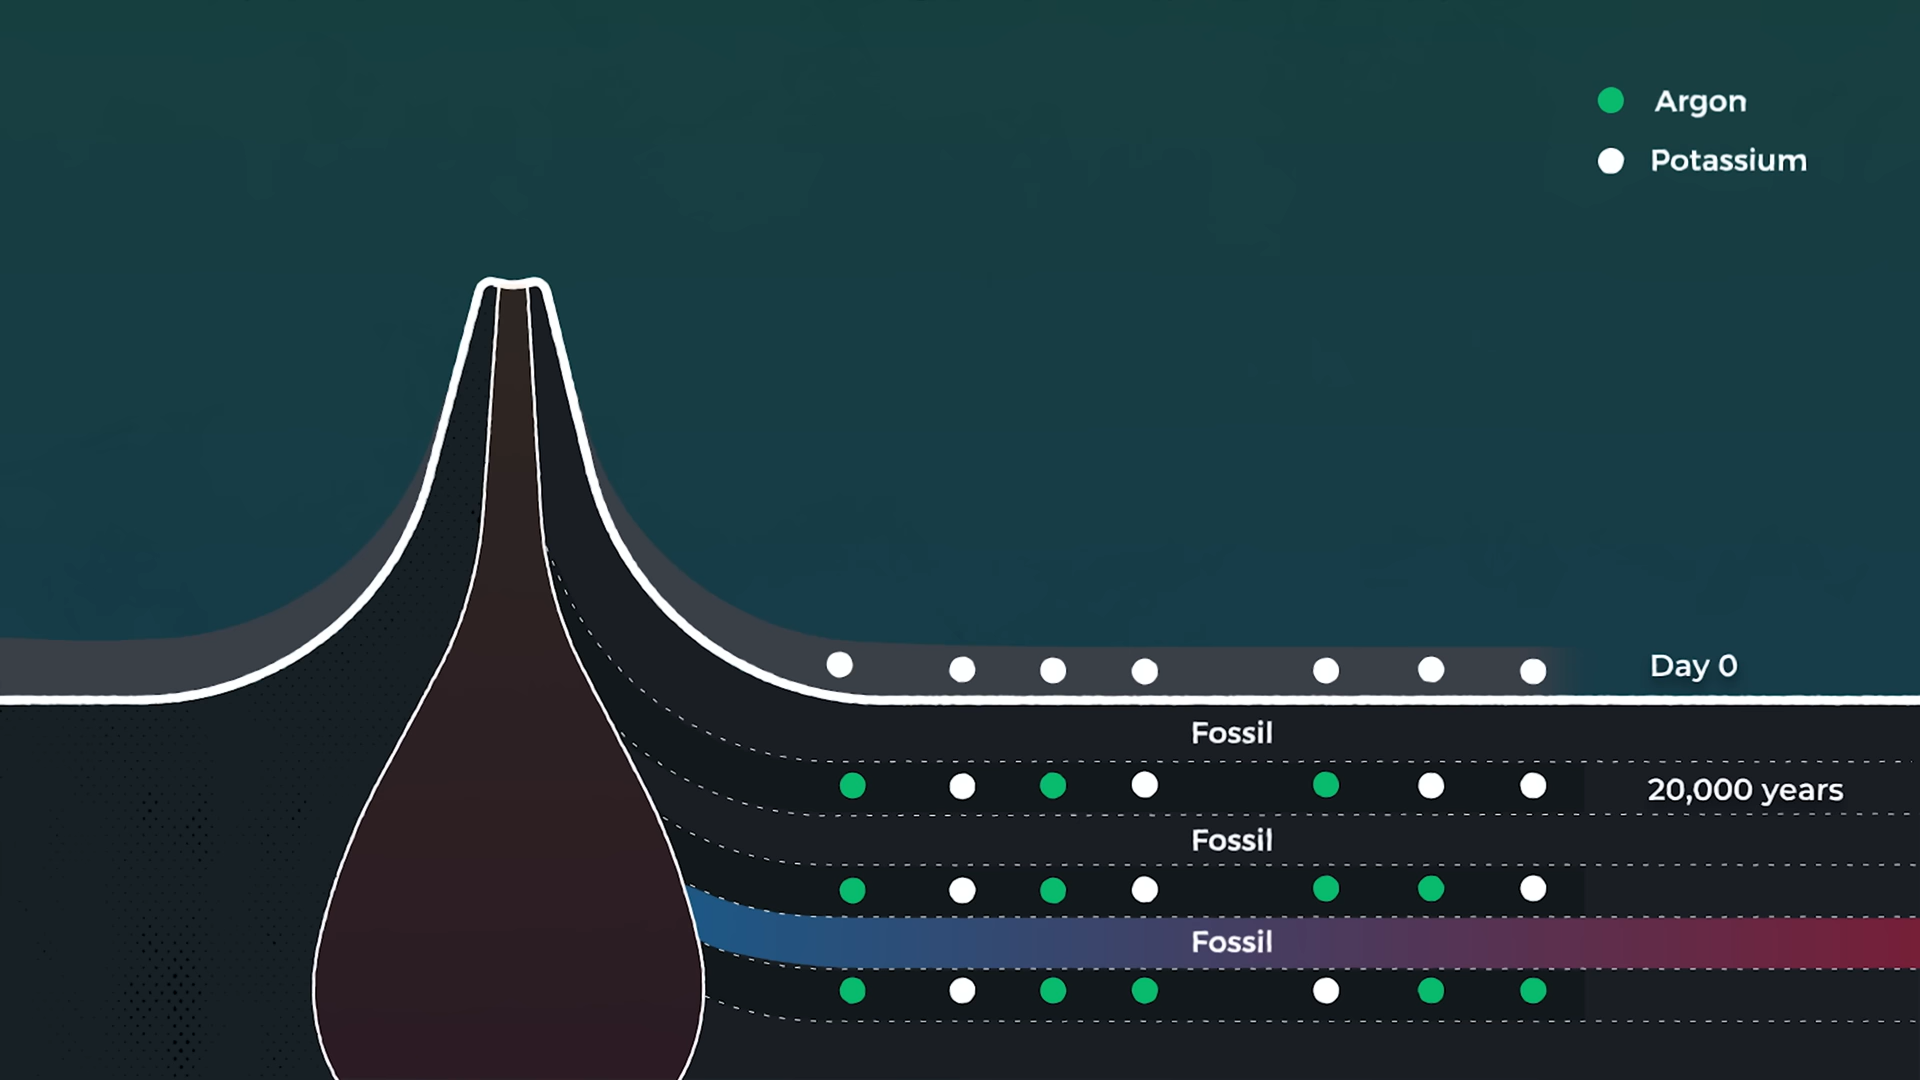 Argon
Potassium
Day 0
Fossil
20,000 years
Fossil
Fossil